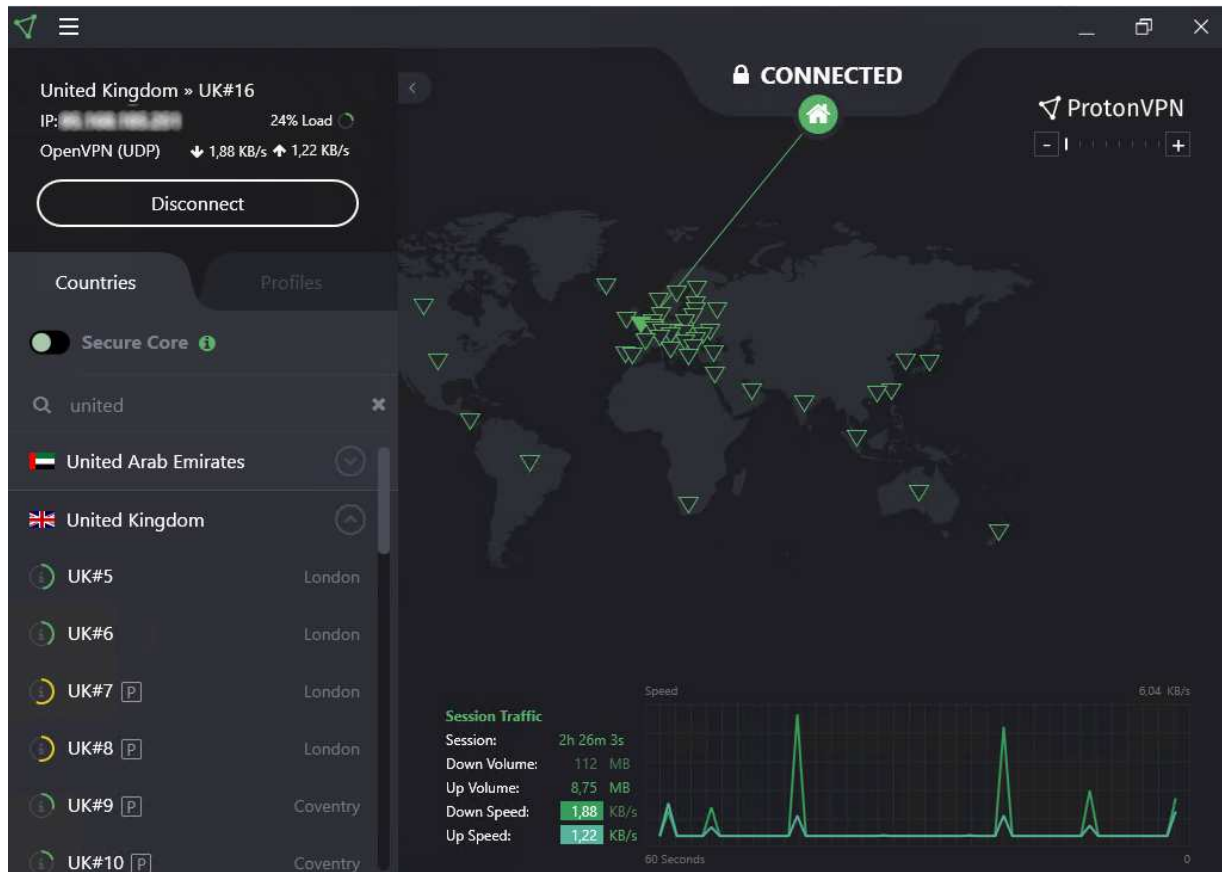 United Kingdom » UK#16
IP:
24% Load
OpenVPN (UDP) 1,88 KB/s 1,22 KB/s
Disconnect
Countries Profiles
Secure Core
united
United Arab Emirates
United Kingdom
UK#5 London
UK#6 London
UK#7 P London
UK#8 P London
UK#9 P Coventry
UK#10 P Coventry
CONNECTED
ProtonVPN
- +
Session Traffic
Session: 2h 26m 3s
Down Volume: 112 MB
Up Volume: 8,75 MB
Down Speed: 1,88 KB/s
Up Speed: 1,22 KB/s
Speed 6,04 KB/s
60 Seconds 0